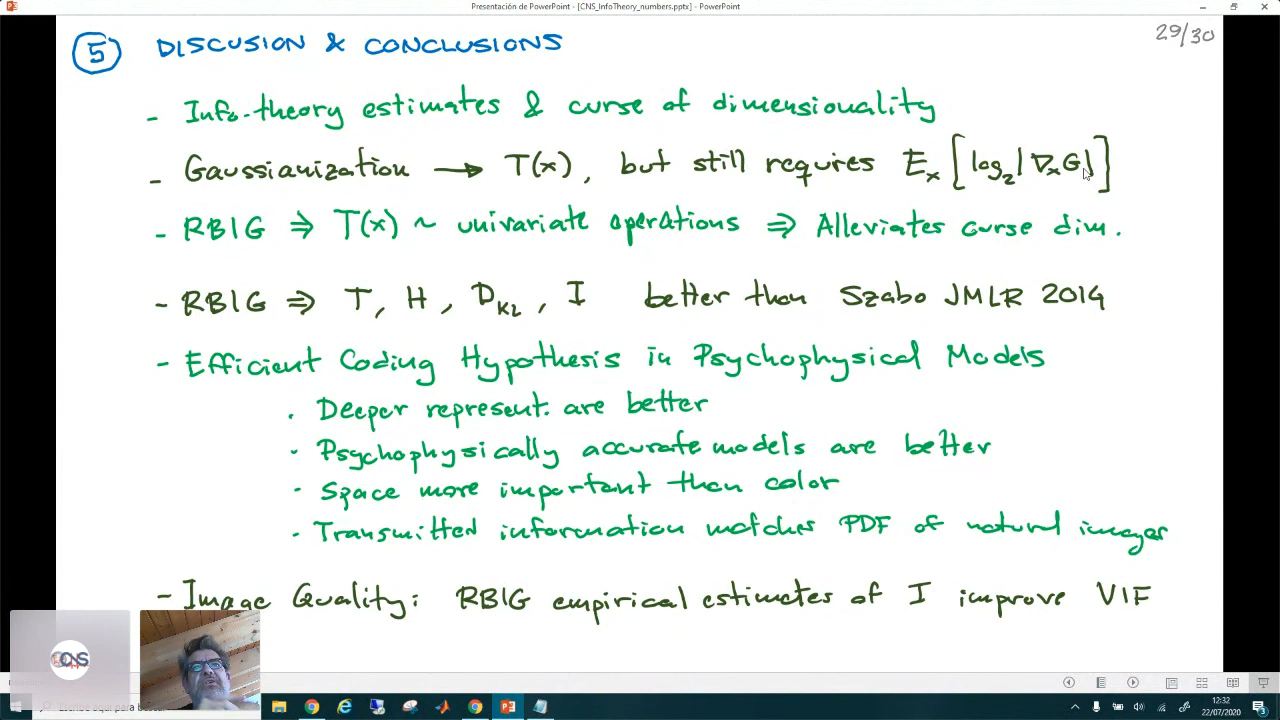 Presentación de PowerPoint - [CNS_InfoTheory_numbers.pptx] - PowerPoint
29/30
5 DISCUSION & CONCLUSIONS
- Info-theory estimates & curse of dimensionality
- Gaussianization → T(x), but still requires Eₓ[log₂|∇ₓG|]
- RBIG ⇒ T(x) ~ univariate operations ⇒ Alleviates curse dim.
- RBIG ⇒ T, H, D_KL, I better than Szabo JMLR 2014
- Efficient Coding Hypothesis in Psychophysical Models
· Deeper represent. are better
· Psychophysically accurate models are better
· Space more important than color
· Transmitted information matches PDF of natural images
- Image Quality: RBIG empirical estimates of I improve VIF
CNS
12:32
22/07/2020